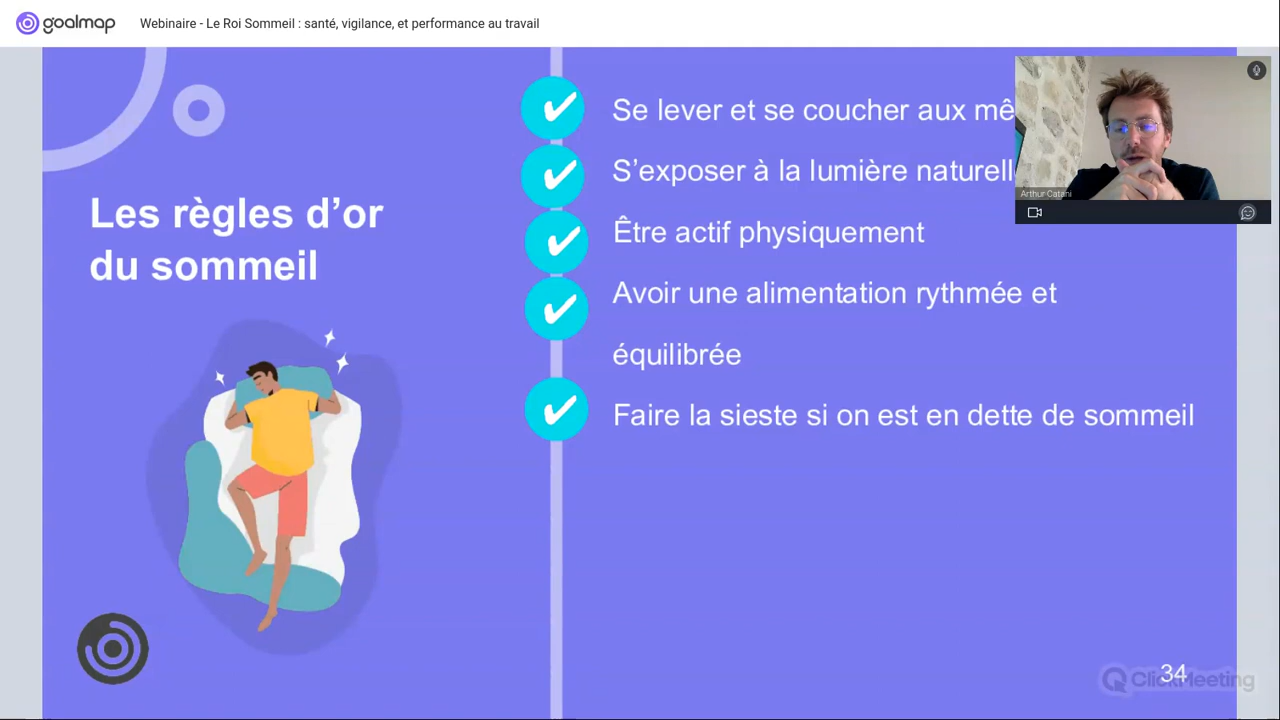 goalmap
Webinaire - Le Roi Sommeil : santé, vigilance, et performance au travail
Les règles d’or
du sommeil
Se lever et se coucher aux mê
S’exposer à la lumière naturell
Être actif physiquement
Avoir une alimentation rythmée et
équilibrée
Faire la sieste si on est en dette de sommeil
Arthur Catani
34
ClickMeeting